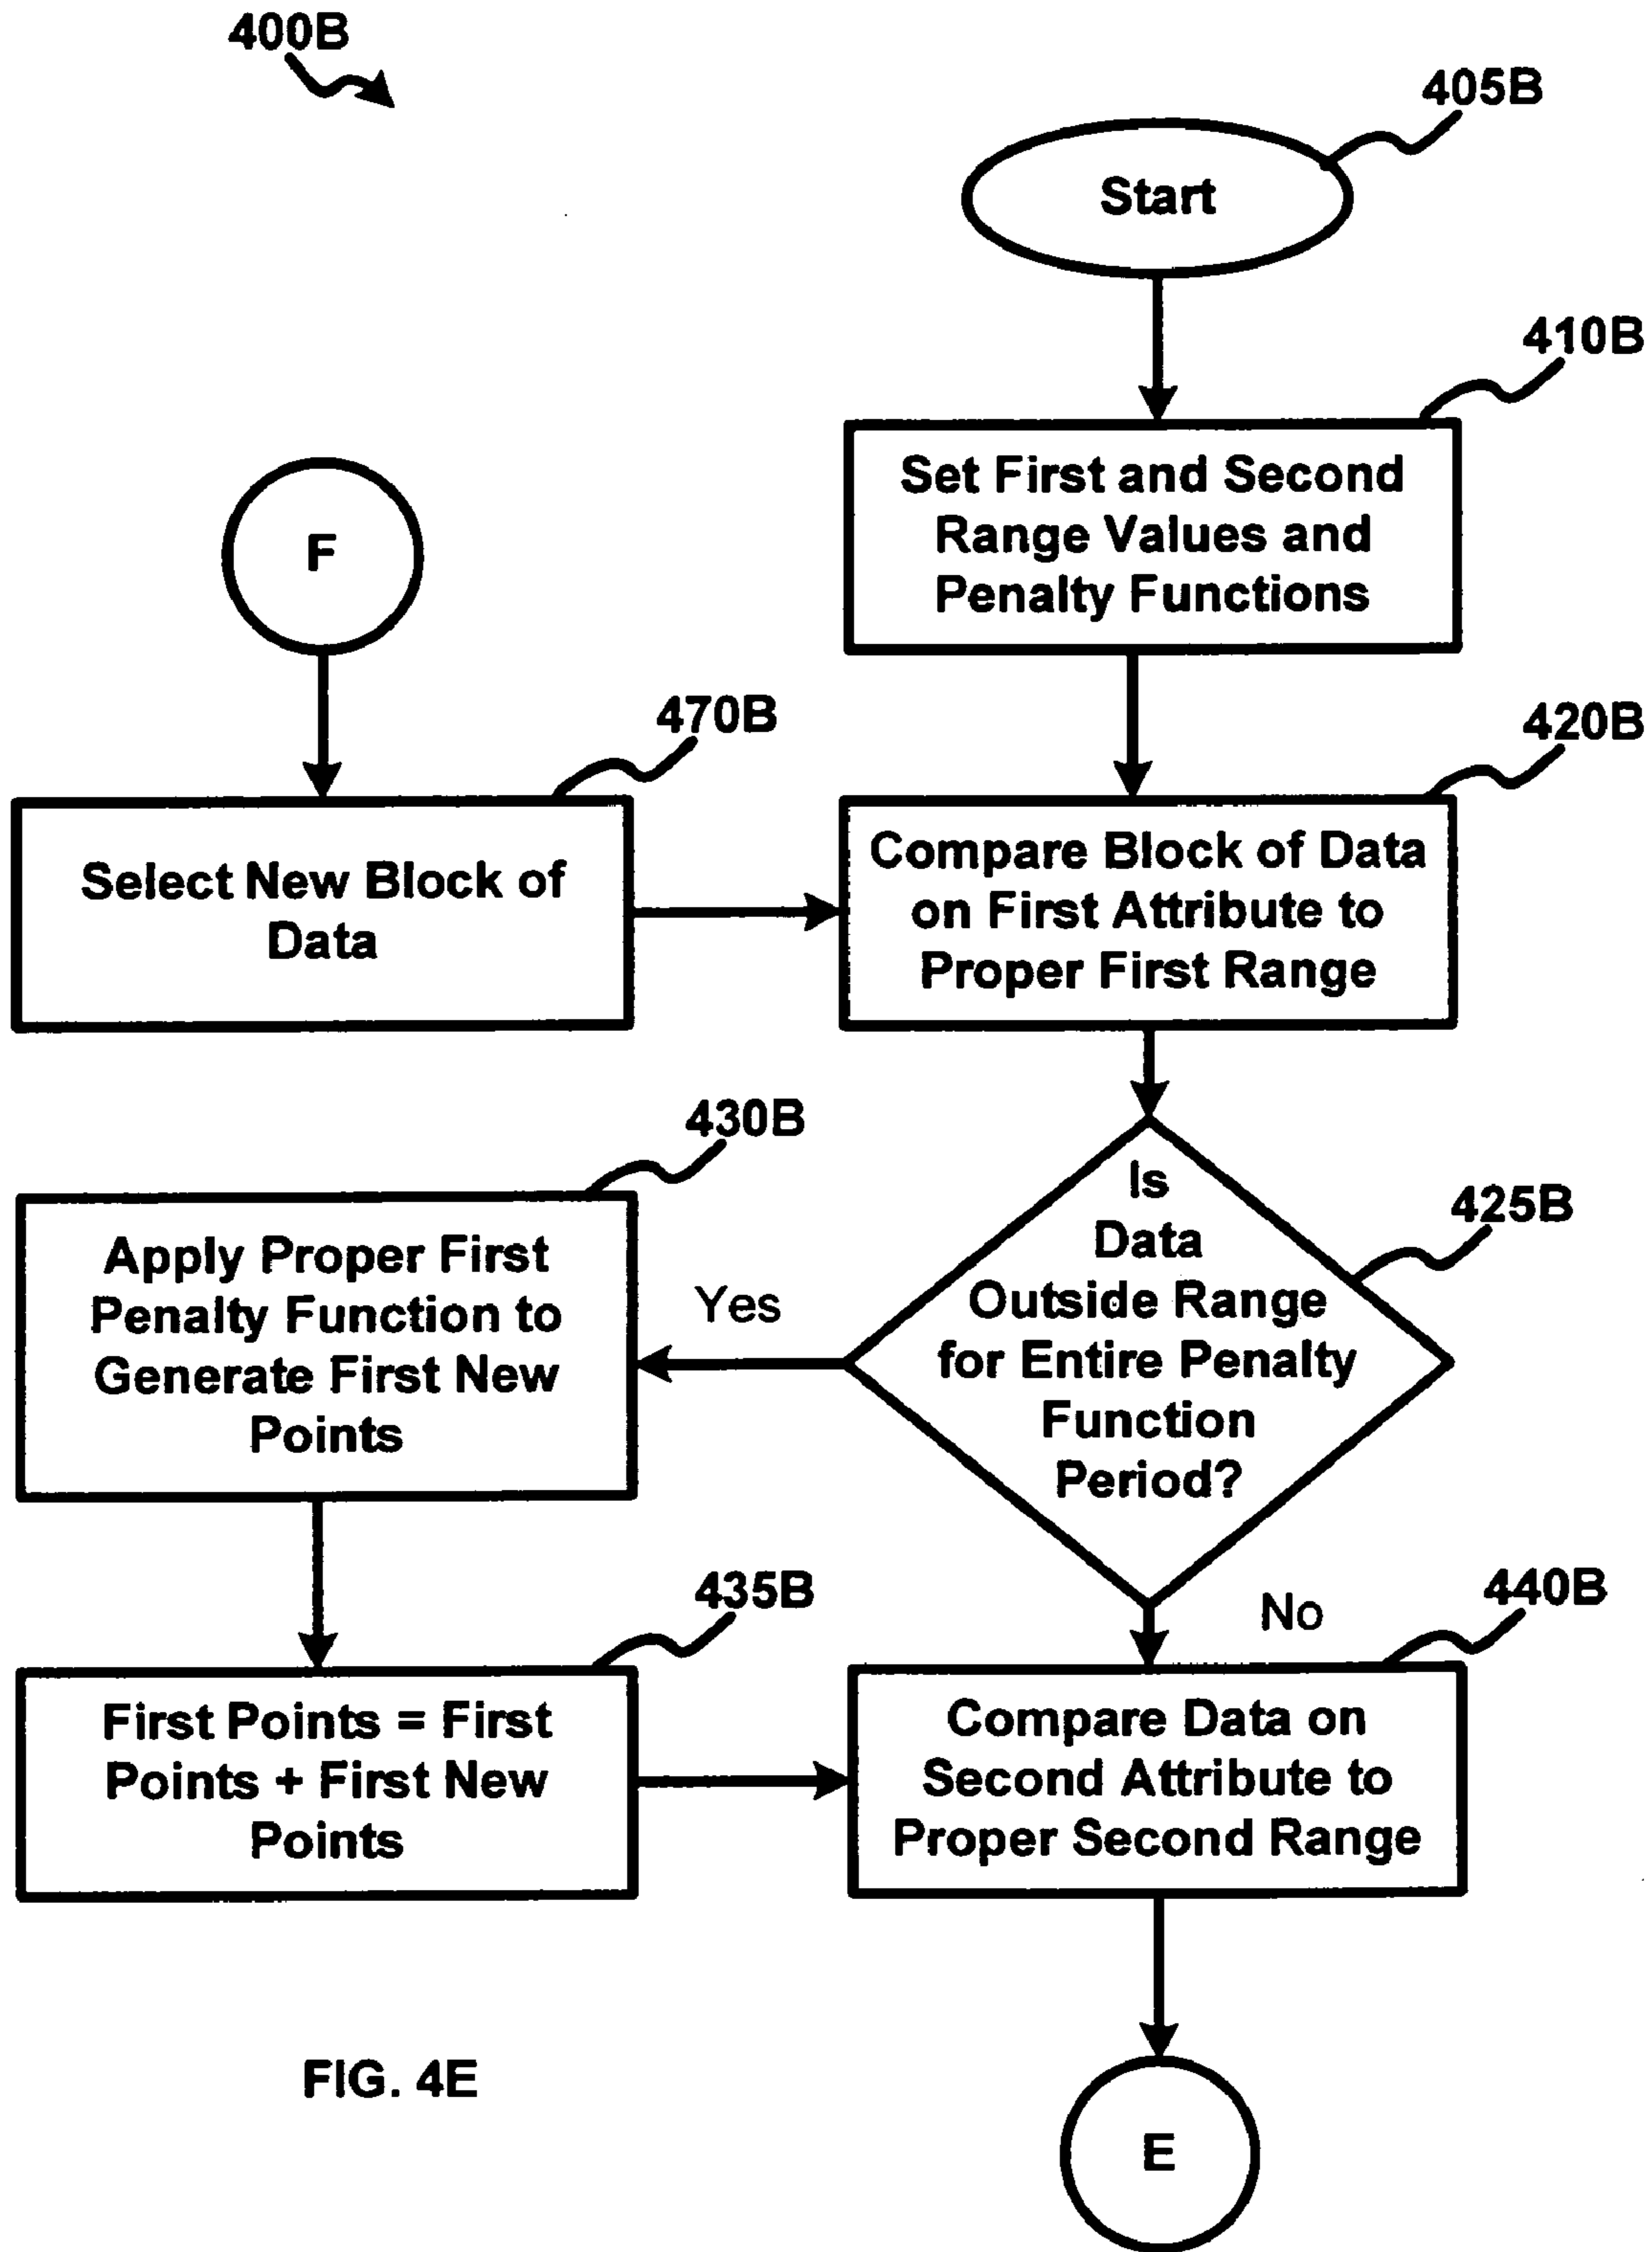 400B
405B
Start
410B
Set First and Second
Range Values and
Penalty Functions
F
470B
Select New Block of
Data
420B
Compare Block of Data
on First Attribute to
Proper First Range
430B
Apply Proper First
Penalty Function to
Generate First New
Points
Yes
425B
Is
Data
Outside Range
for Entire Penalty
Function
Period?
No
435B
First Points = First
Points + First New
Points
440B
Compare Data on
Second Attribute to
Proper Second Range
FIG. 4E
E